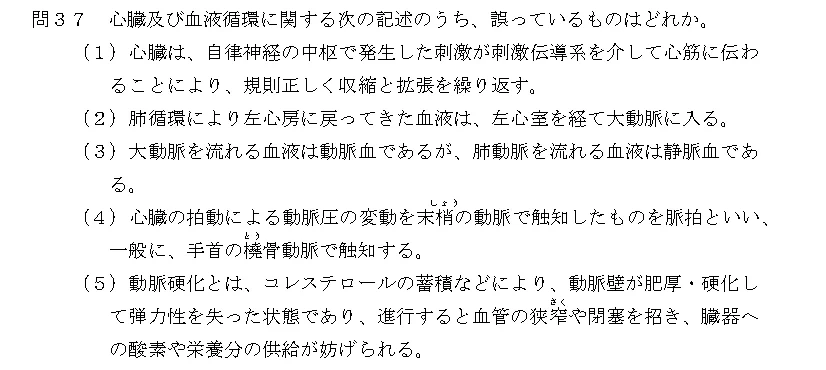 問37 心臓及び血液循環に関する次の記述のうち、誤っているものはどれか。
(1)心臓は、自律神経の中枢で発生した刺激が刺激伝導系を介して心筋に伝わ
ることにより、規則正しく収縮と拡張を繰り返す。
(2)肺循環により左心房に戻ってきた血液は、左心室を経て大動脈に入る。
(3)大動脈を流れる血液は動脈血であるが、肺動脈を流れる血液は静脈血であ
る。
しょう
(4)心臓の拍動による動脈圧の変動を末梢の動脈で触知したものを脈拍といい、
とう
一般に、手首の橈骨動脈で触知する。
(5)動脈硬化とは、コレステロールの蓄積などにより、動脈壁が肥厚・硬化し
さく
て弾力性を失った状態であり、進行すると血管の狭窄や閉塞を招き、臓器へ
の酸素や栄養分の供給が妨げられる。